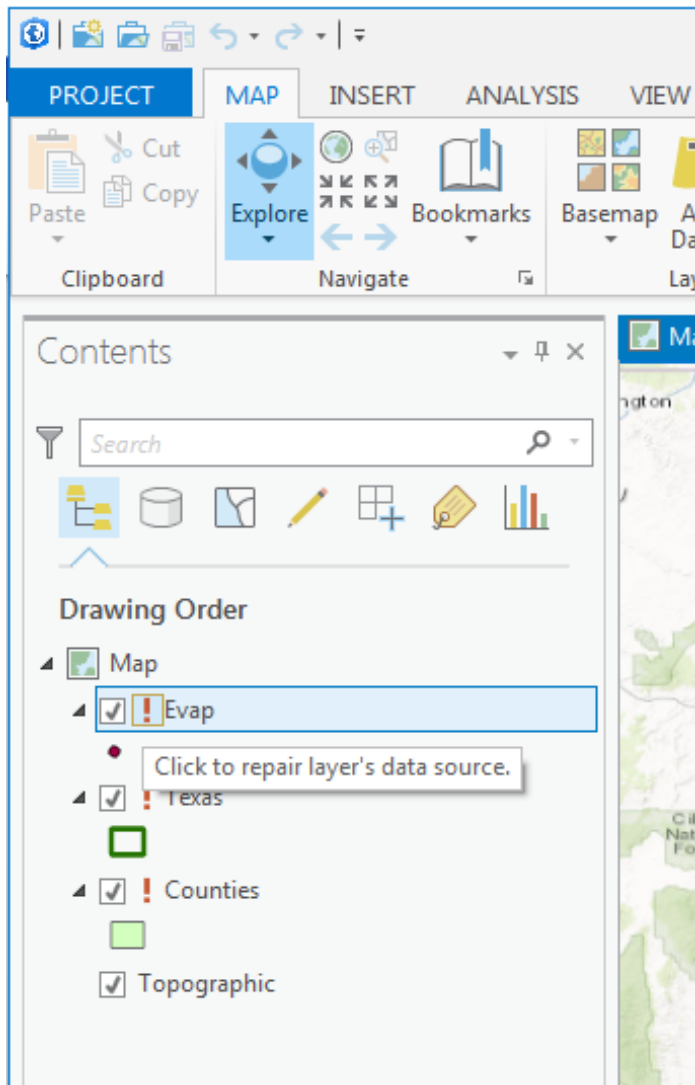 PROJECT MAP INSERT ANALYSIS VIEW
Cut
Copy
Paste
Explore
Bookmarks
Basemap
Clipboard
Navigate
Contents
Search
Drawing Order
Map
Evap
Click to repair layer's data source.
Texas
Counties
Topographic